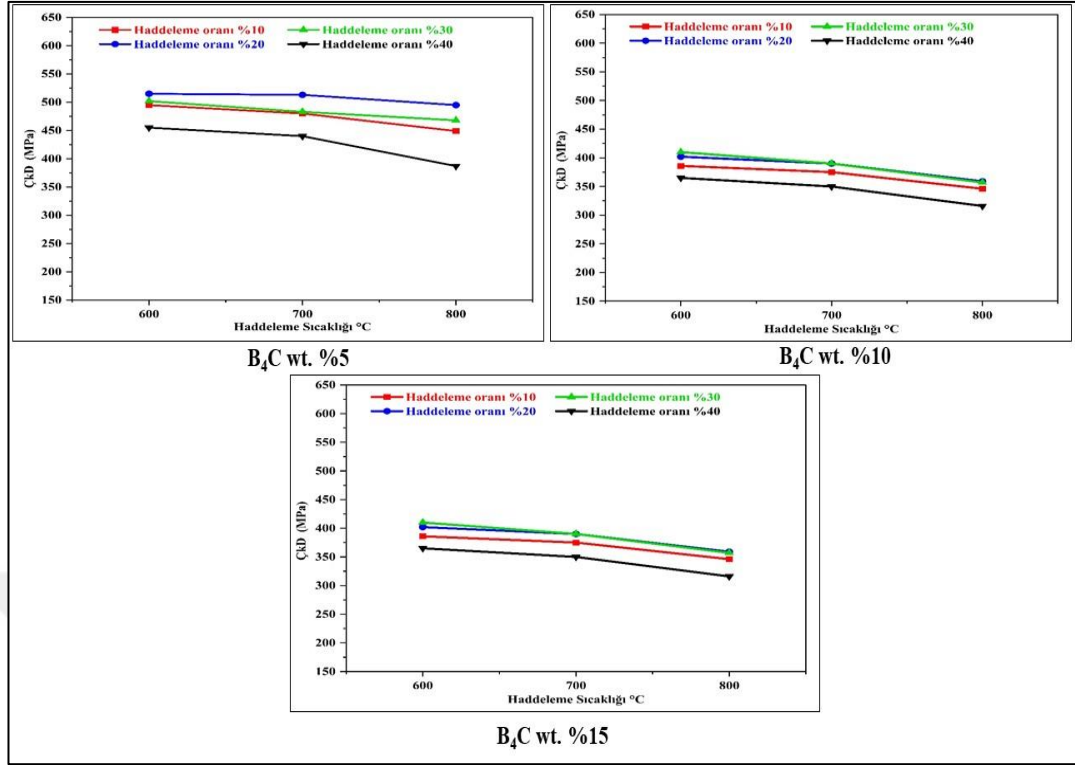 650
600
550
500
450
400
350
300
250
200
150
ÇkD (MPa)
Haddeleme oranı %10
Haddeleme oranı %30
Haddeleme oranı %20
Haddeleme oranı %40
600
700
800
Haddeleme Sıcaklığı °C
B₄C wt. %5
650
600
550
500
450
400
350
300
250
200
150
ÇkD (MPa)
Haddeleme oranı %10
Haddeleme oranı %30
Haddeleme oranı %20
Haddeleme oranı %40
600
700
800
Haddeleme Sıcaklığı °C
B₄C wt. %10
650
600
550
500
450
400
350
300
250
200
150
ÇkD (MPa)
Haddeleme oranı %10
Haddeleme oranı %30
Haddeleme oranı %20
Haddeleme oranı %40
600
700
800
Haddeleme Sıcaklığı °C
B₄C wt. %15